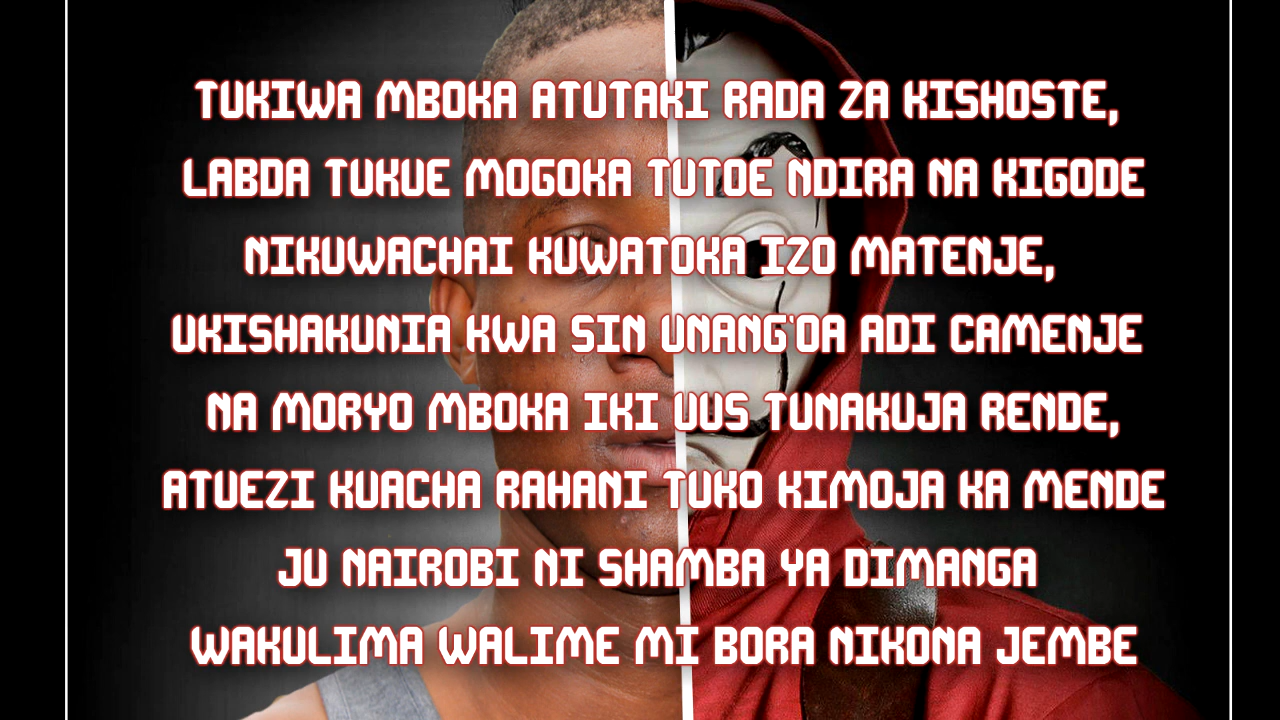 TUKIWA MBOKA ATUTAKI RADA ZA KISHOSTE,
LABDA TUKUE MOGOKA TUTOE NDIRA NA KIGODE
NIKUWACHAI KUWATOKA IZO MATENJE,
UKISHAKUNIA KWA SIN UNANG'OA ADI CAMENJE
NA MORYO MBOKA IKI UUS TUNAKUJA RENDE,
ATUEZI KUACHA RAHANI TUKO KIMOJA KA MENDE
JU NAIROBI NI SHAMBA YA DIMANGA
WAKULIMA WALIME MI BORA NIKONA JEMBE